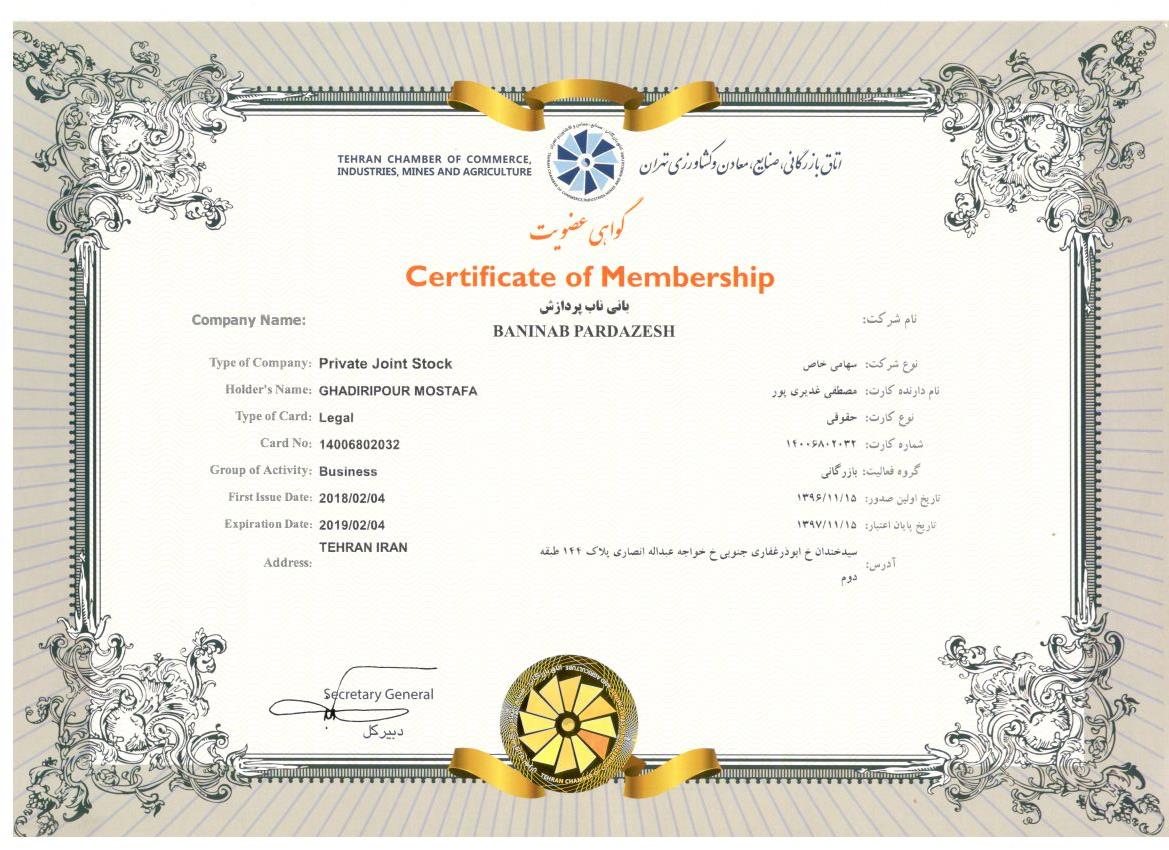 TEHRAN CHAMBER OF COMMERCE,
INDUSTRIES, MINES AND AGRICULTURE
اتاق بازرگانی، صنایع، معادن و کشاورزی تهران
گواهی عضویت
Certificate of Membership
بانی ناب پردازش
Company Name:
نام شرکت:
BANINAB PARDAZESH
Type of Company: Private Joint Stock
نوع شرکت: سهامی خاص
Holder's Name: GHADIRIPOUR MOSTAFA
نام دارنده کارت: مصطفی غدیری پور
Type of Card: Legal
نوع کارت: حقوقی
Card No: 14006802032
شماره کارت: ۱۴۰۰۶۸۰۲۰۳۲
Group of Activity: Business
گروه فعالیت: بازرگانی
First Issue Date: 2018/02/04
تاریخ اولین صدور: ۱۳۹۶/۱۱/۱۵
Expiration Date: 2019/02/04
تاریخ پایان اعتبار: ۱۳۹۷/۱۱/۱۵
Address: TEHRAN IRAN
آدرس: سیدخندان خ ابوذرغفاری جنوبی خ خواجه عبداله انصاری پلاک ۱۴۴ طبقه
دوم
Secretary General
دبیرکل